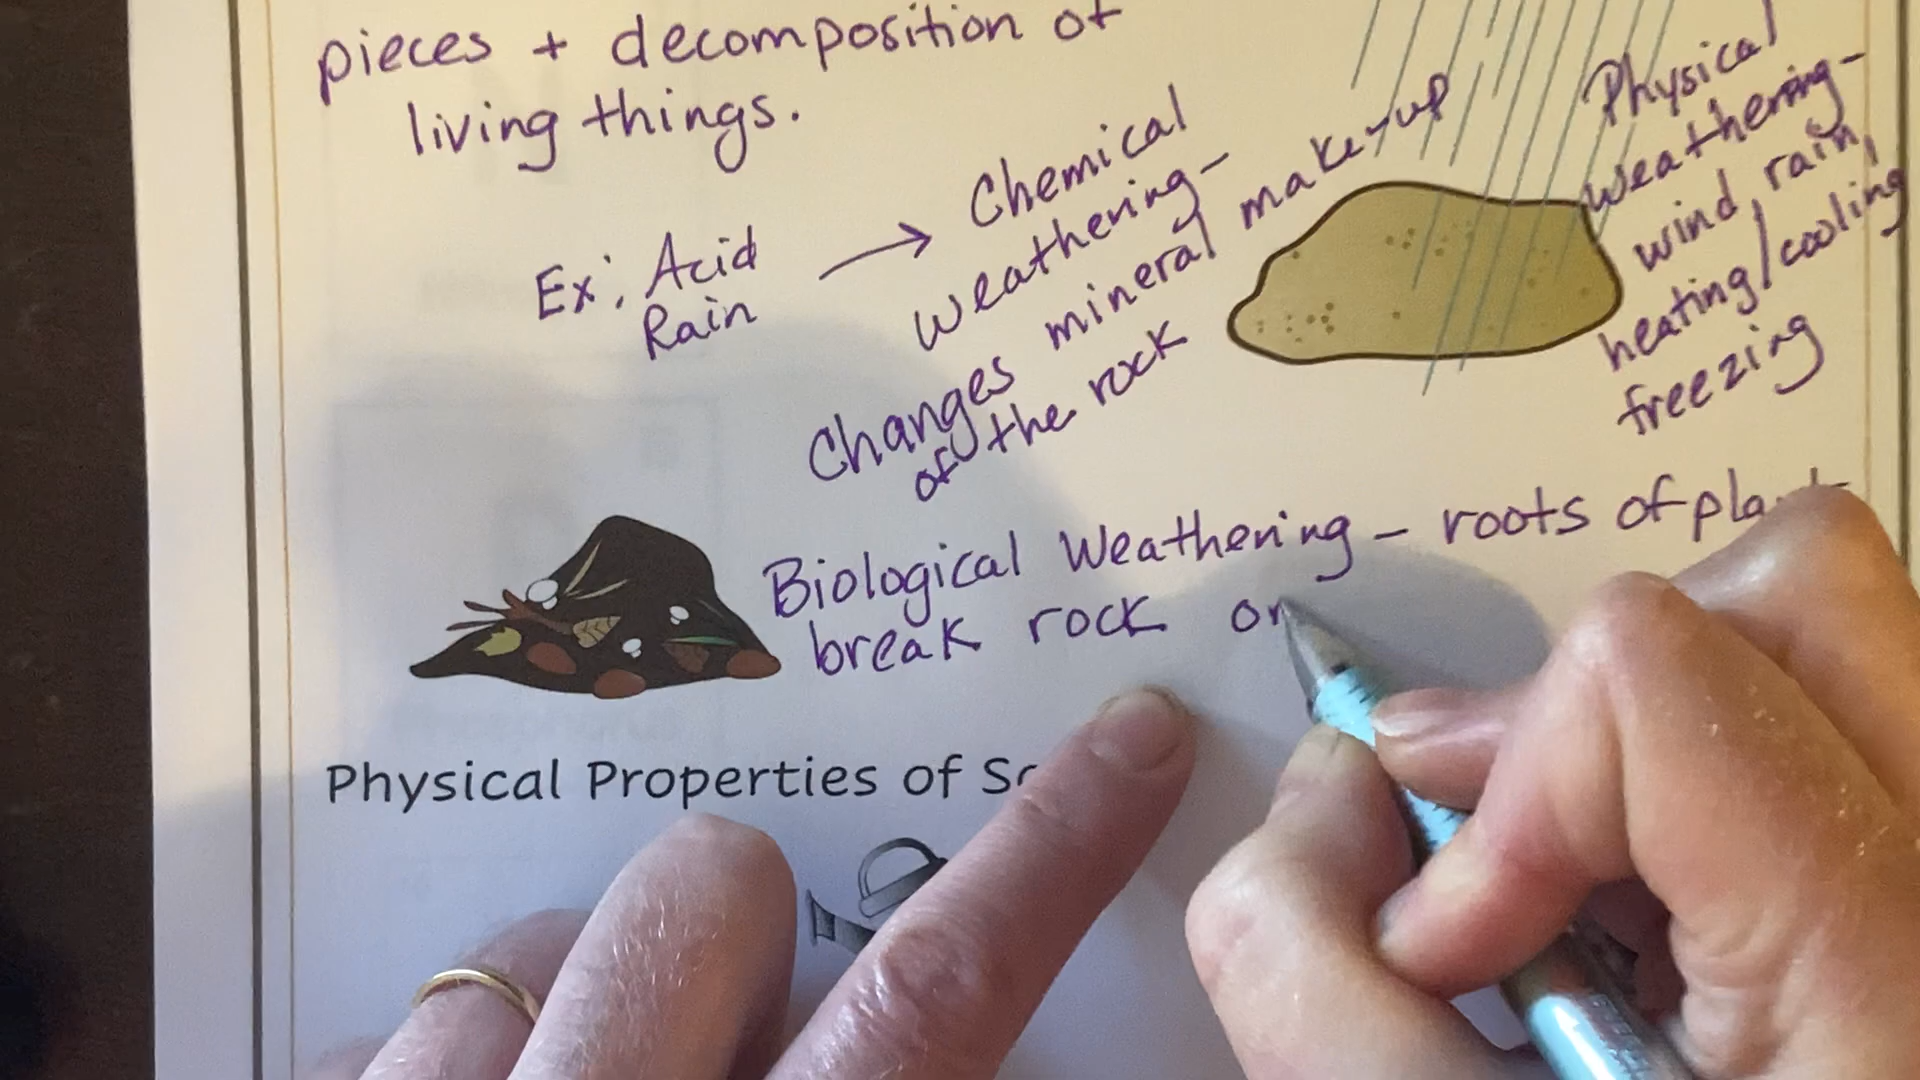 pieces + decomposition of
living things.
Ex: Acid
Rain
Chemical
Weathering-
Changes mineral make-up
of the rock
Physical
Weathering-
wind, rain,
heating/cooling
freezing
Biological Weathering - roots of
break rock or
Physical Properties of